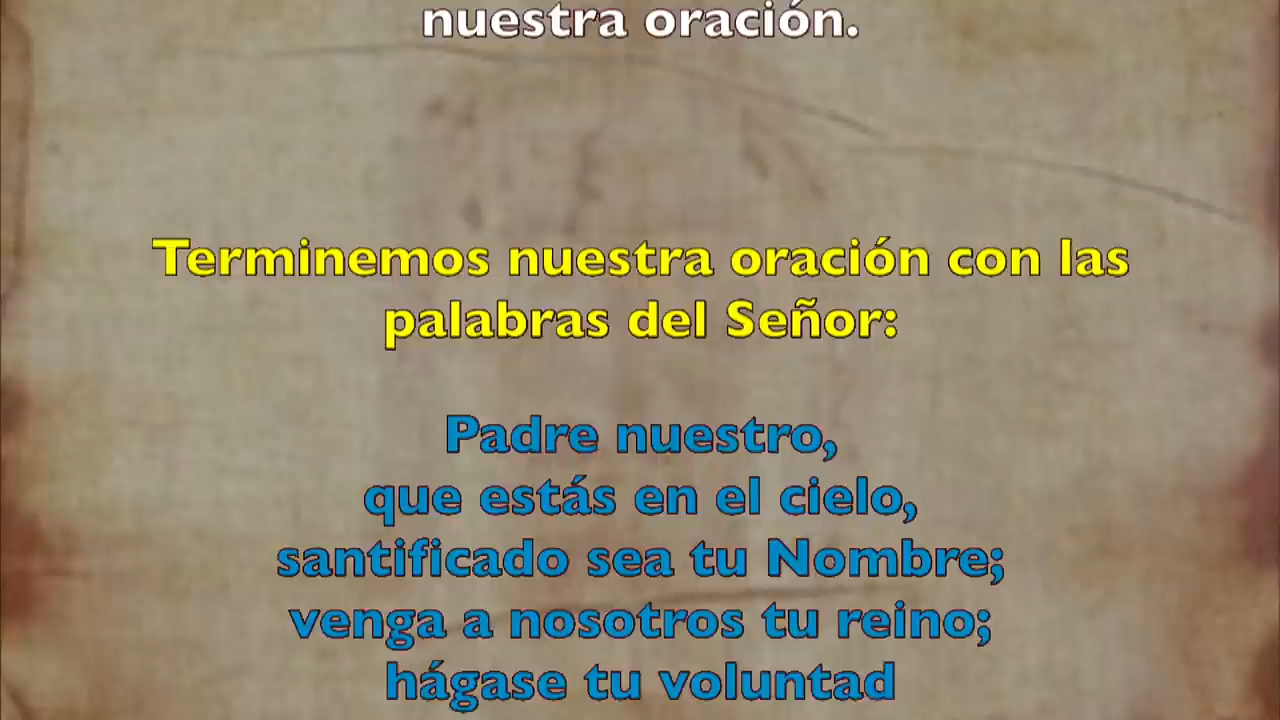 nuestra oración.
Terminemos nuestra oración con las
palabras del Señor:
Padre nuestro,
que estás en el cielo,
santificado sea tu Nombre;
venga a nosotros tu reino;
hágase tu voluntad